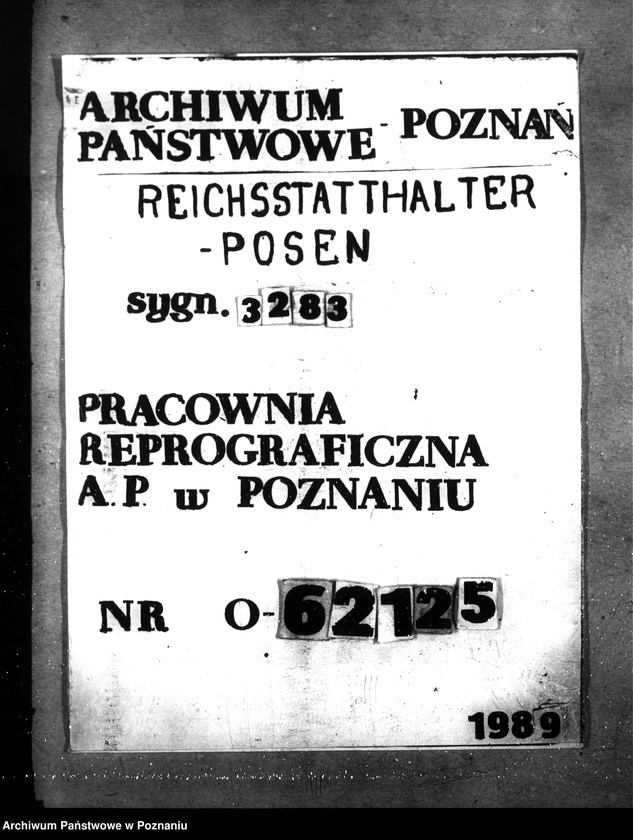 ARCHIWUM
PAŃSTWOWE - POZNAŃ
REICHSSTATTHALTER
-POSEN
sygn. 3283
PRACOWNIA
REPROGRAFICZNA
A.P. w POZNANIU
NR O-62125
1989
Archiwum Państwowe w Poznaniu